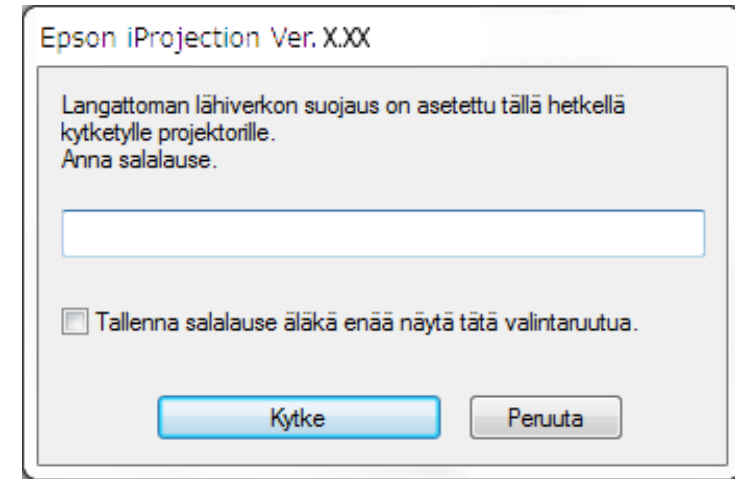 Epson iProjection Ver. X.XX
Langattoman lähiverkon suojaus on asetettu tällä hetkellä
kytketylle projektorille.
Anna salalause.
Tallenna salalause äläkä enää näytä tätä valintaruutua.
Kytke
Peruuta